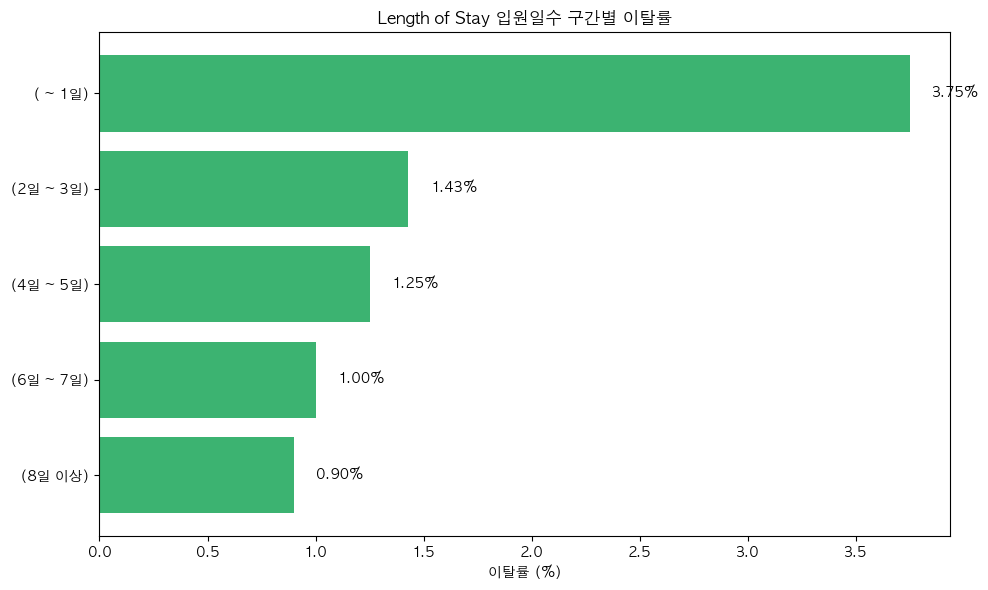 Length of Stay 입원일수 구간별 이탈률
( ~ 1일)
3.75%
(2일 ~ 3일)
1.43%
(4일 ~ 5일)
1.25%
(6일 ~ 7일)
1.00%
(8일 이상)
0.90%
0.0 0.5 1.0 1.5 2.0 2.5 3.0 3.5
이탈률 (%)